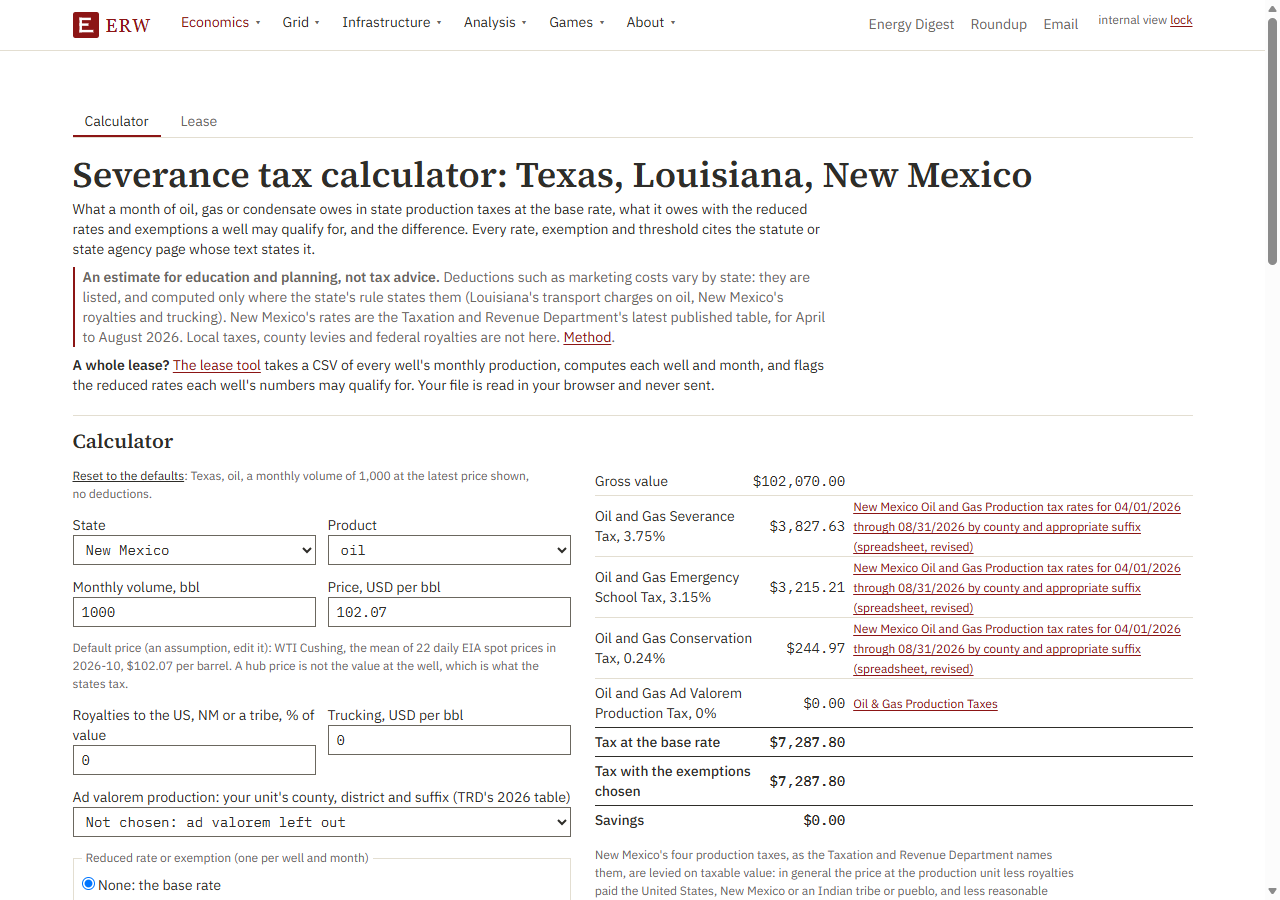 E ERW Economics Grid Infrastructure Analysis Games About Energy Digest Roundup Email internal view lock
Calculator Lease
Severance tax calculator: Texas, Louisiana, New Mexico
What a month of oil, gas or condensate owes in state production taxes at the base rate, what it owes with the reduced
rates and exemptions a well may qualify for, and the difference. Every rate, exemption and threshold cites the statute or
state agency page whose text states it.
An estimate for education and planning, not tax advice. Deductions such as marketing costs vary by state: they are
listed, and computed only where the state's rule states them (Louisiana's transport charges on oil, New Mexico's
royalties and trucking). New Mexico's rates are the Taxation and Revenue Department's latest published table, for April
to August 2026. Local taxes, county levies and federal royalties are not here. Method.
A whole lease? The lease tool takes a CSV of every well's monthly production, computes each well and month, and flags
the reduced rates each well's numbers may qualify for. Your file is read in your browser and never sent.
Calculator
Reset to the defaults: Texas, oil, a monthly volume of 1,000 at the latest price shown,
no deductions.
State Product
New Mexico oil
Monthly volume, bbl Price, USD per bbl
1000 102.07
Default price (an assumption, edit it): WTI Cushing, the mean of 22 daily EIA spot prices in
2026-10, $102.07 per barrel. A hub price is not the value at the well, which is what the
states tax.
Royalties to the US, NM or a tribe, % of
value
Trucking, USD per bbl
0 0
Ad valorem production: your unit's county, district and suffix (TRD's 2026 table)
Not chosen: ad valorem left out
Reduced rate or exemption (one per well and month)
None: the base rate
Gross value $102,070.00
Oil and Gas Severance
Tax, 3.75%
$3,827.63
New Mexico Oil and Gas Production tax rates for 04/01/2026
through 08/31/2026 by county and appropriate suffix
(spreadsheet, revised)
Oil and Gas Emergency
School Tax, 3.15%
$3,215.21
New Mexico Oil and Gas Production tax rates for 04/01/2026
through 08/31/2026 by county and appropriate suffix
(spreadsheet, revised)
Oil and Gas Conservation
Tax, 0.24%
$244.97
New Mexico Oil and Gas Production tax rates for 04/01/2026
through 08/31/2026 by county and appropriate suffix
(spreadsheet, revised)
Oil and Gas Ad Valorem
Production Tax, 0%
$0.00
Oil & Gas Production Taxes
Tax at the base rate $7,287.80
Tax with the exemptions
chosen
$7,287.80
Savings $0.00
New Mexico's four production taxes, as the Taxation and Revenue Department names
them, are levied on taxable value: in general the price at the production unit less royalties
paid the United States, New Mexico or an Indian tribe or pueblo, and less reasonable